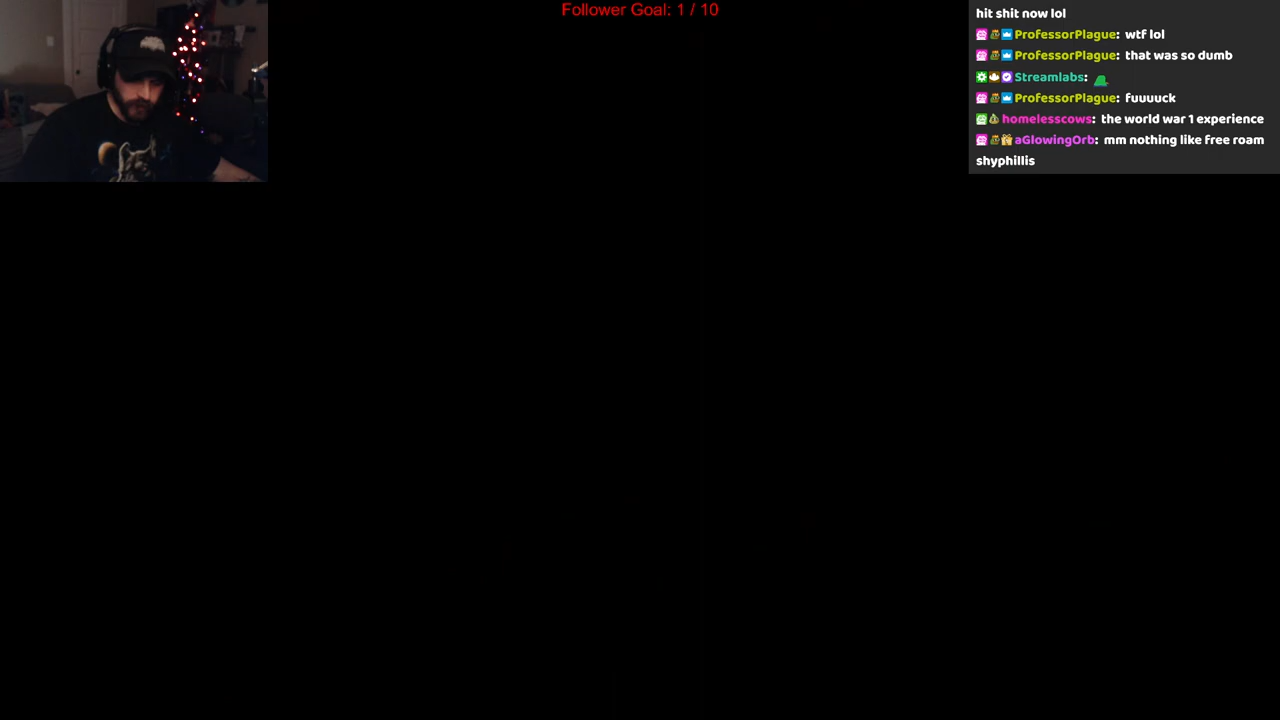 Follower Goal: 1 / 10
hit shit now lol
ProfessorPlague: wtf lol
ProfessorPlague: that was so dumb
Streamlabs:
ProfessorPlague: fuuuuck
homelesscows: the world war 1 experience
aGlowingOrb: mm nothing like free roam
shyphillis